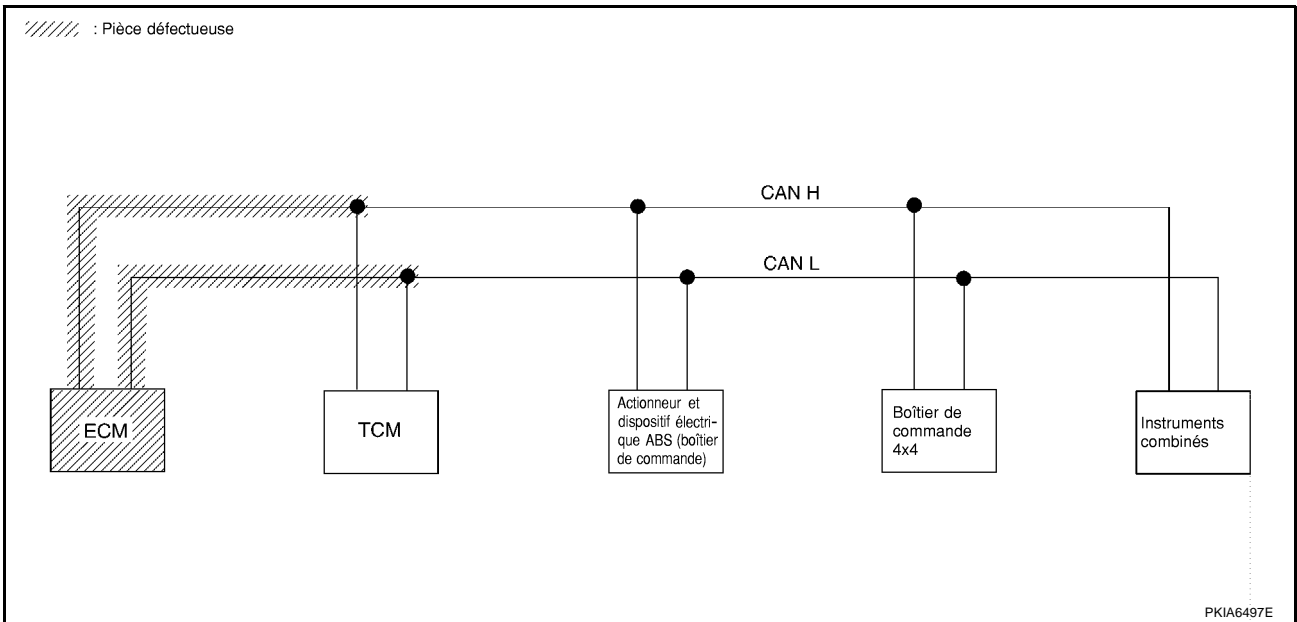 : Pièce défectueuse
CAN H
CAN L
ECM
TCM
Actionneur et
dispositif électri-
que ABS (boîtier
de commande)
Boîtier de
commande
4x4
Instruments
combinés
PKIA6497E